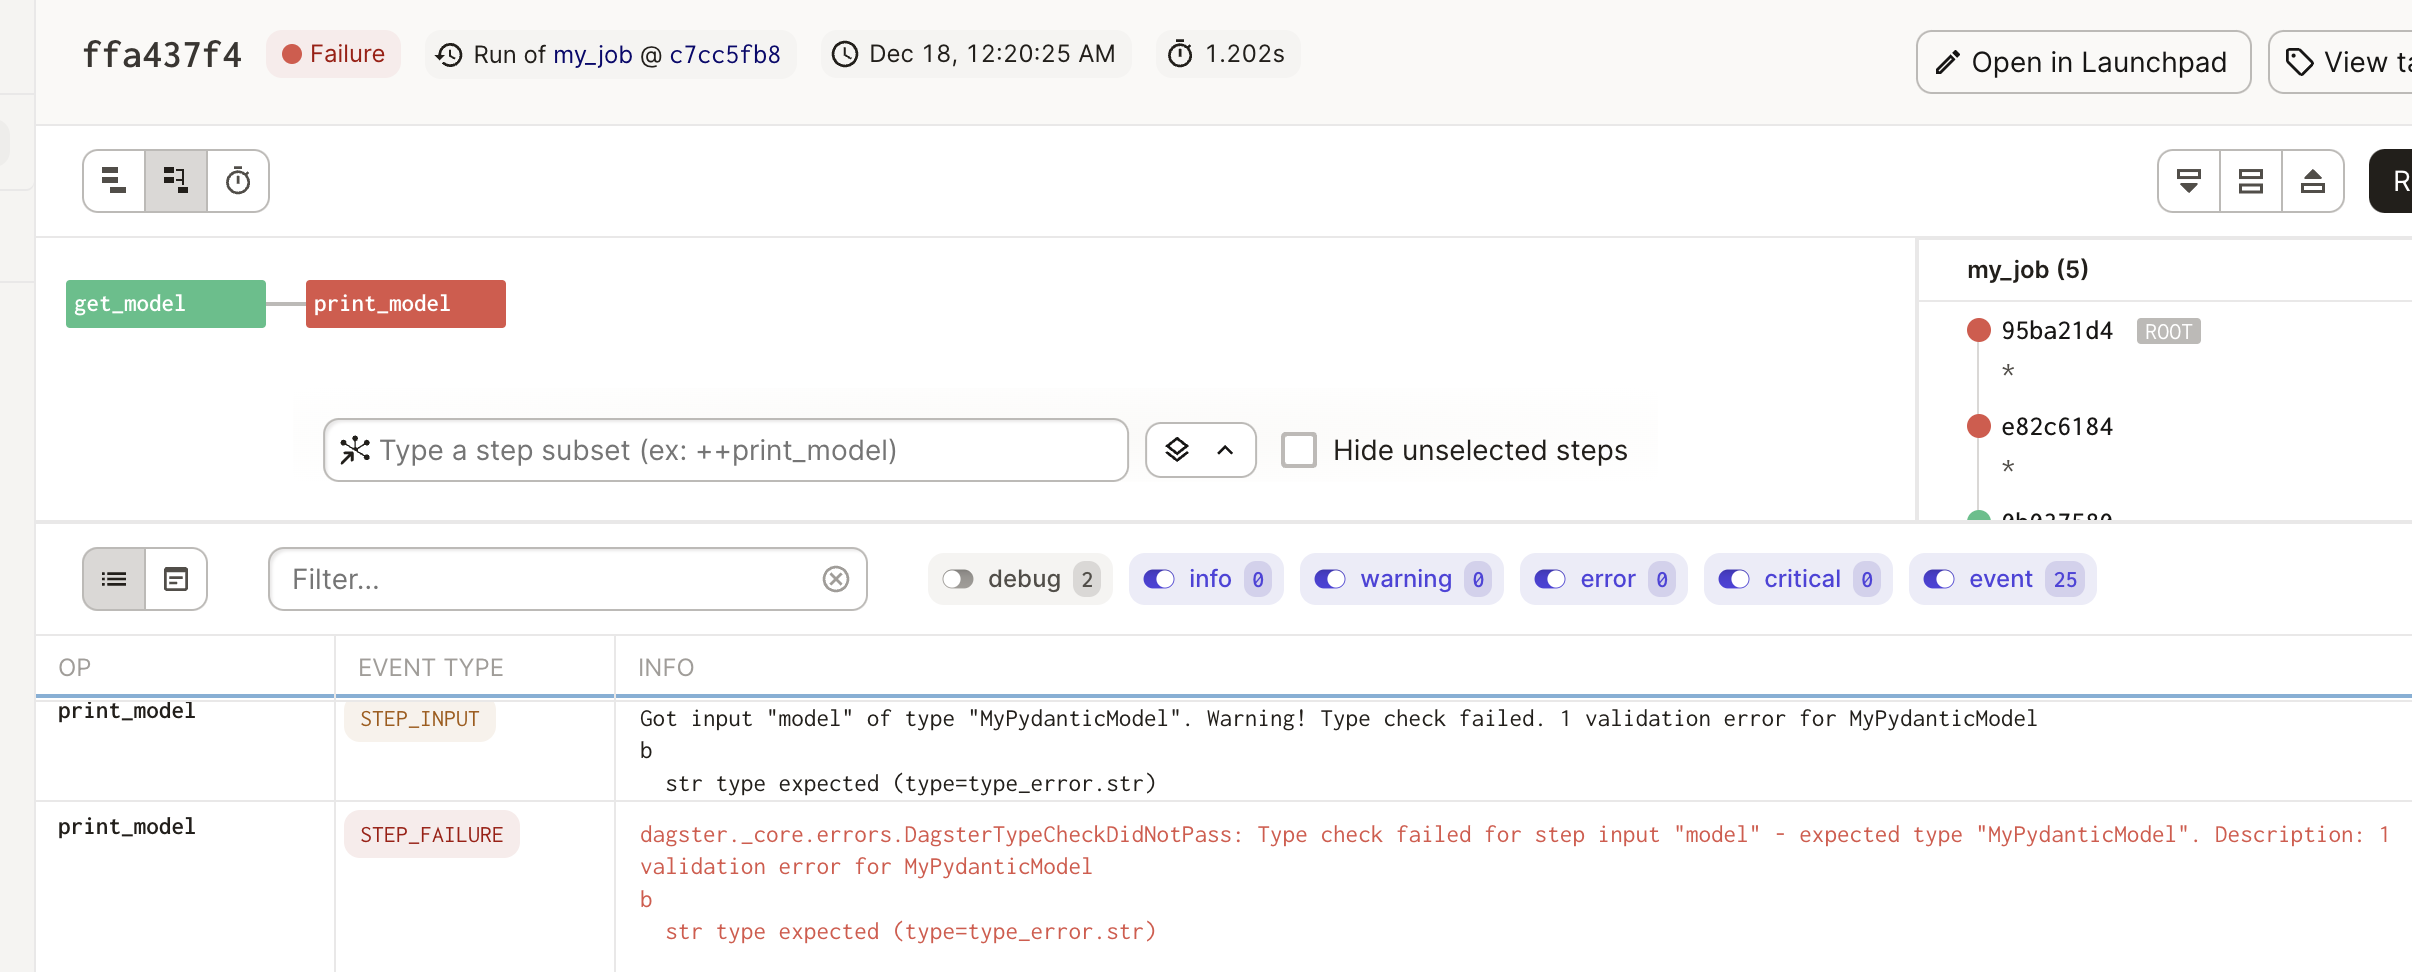 ffa437f4 Failure Run of my_job @ c7cc5fb8 Dec 18, 12:20:25 AM 1.202s
Open in Launchpad View
my_job (5)
get_model print_model
95ba21d4 ROOT
*
e82c6184
*
Type a step subset (ex: ++print_model) Hide unselected steps
Filter... debug 2 info 0 warning 0 error 0 critical 0 event 25
OP EVENT TYPE INFO
print_model STEP_INPUT Got input "model" of type "MyPydanticModel". Warning! Type check failed. 1 validation error for MyPydanticModel
b
str type expected (type=type_error.str)
print_model STEP_FAILURE dagster._core.errors.DagsterTypeCheckDidNotPass: Type check failed for step input "model" - expected type "MyPydanticModel". Description: 1
validation error for MyPydanticModel
b
str type expected (type=type_error.str)